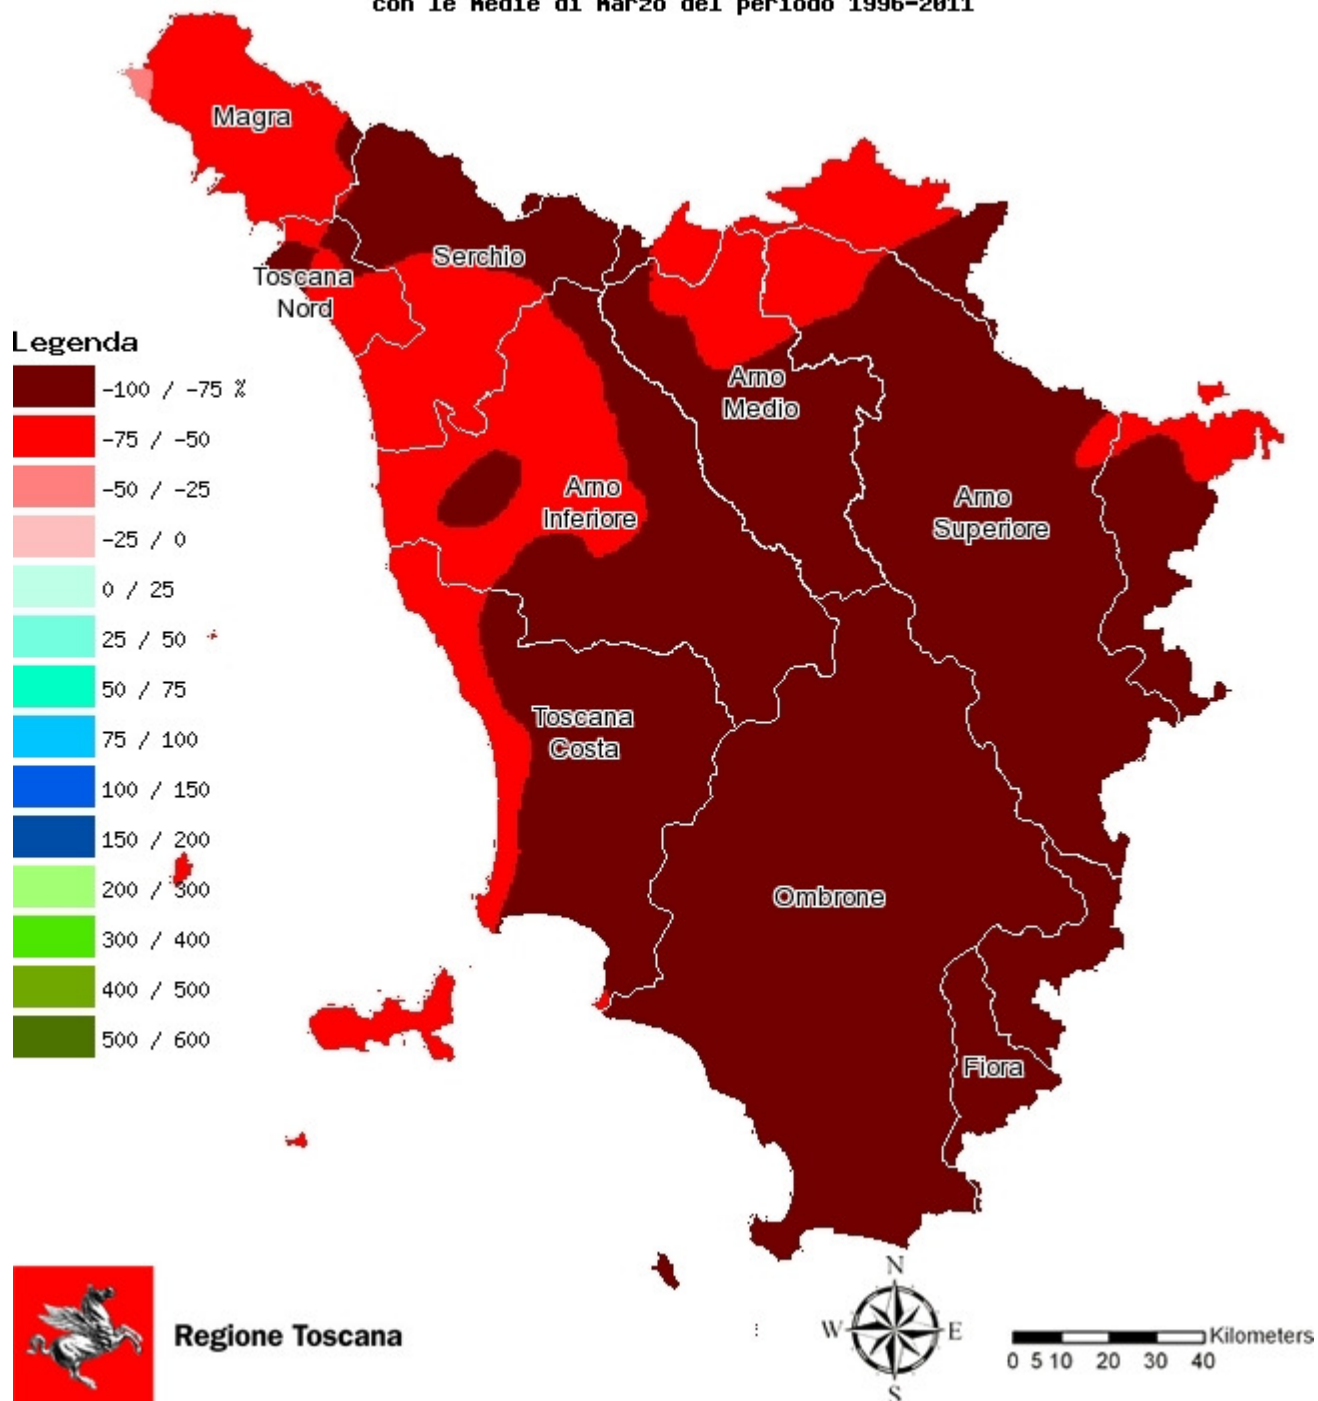 con le Medie di Marzo del periodo 1996-2011
Magra
Serchio
Toscana
Nord
Legenda
-100 / -75 %
-75 / -50
-50 / -25
-25 / 0
0 / 25
25 / 50
50 / 75
75 / 100
100 / 150
150 / 200
200 / 300
300 / 400
400 / 500
500 / 600
Arno
Medio
Arno
Inferiore
Arno
Superiore
Toscana
Costa
Ombrone
Fiora
Regione Toscana
N
W E
S
Kilometers
0 5 10 20 30 40